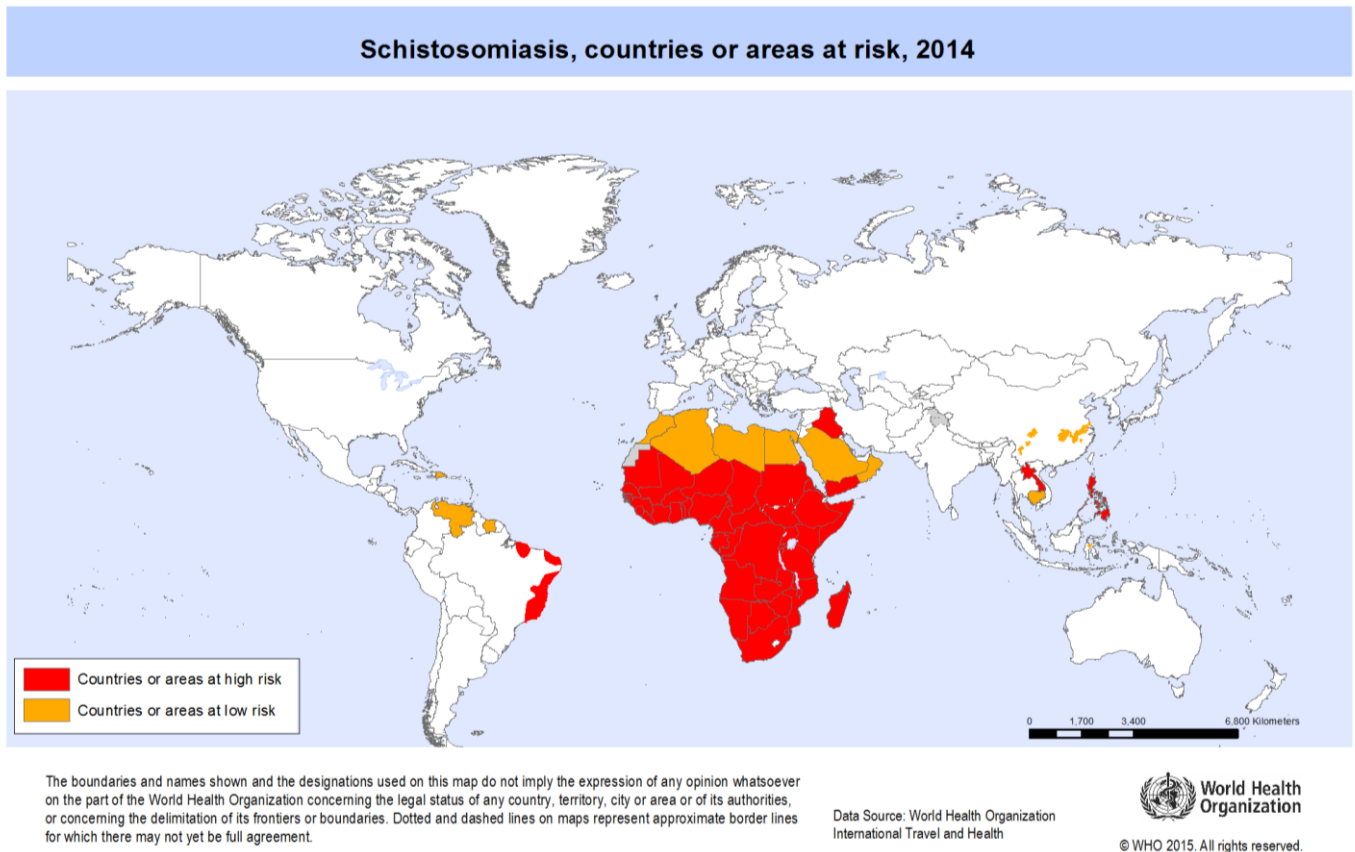 Schistosomiasis, countries or areas at risk, 2014
Countries or areas at high risk
Countries or areas at low risk
0 1,700 3,400 6,800 Kilometers
The boundaries and names shown and the designations used on this map do not imply the expression of any opinion whatsoever
on the part of the World Health Organization concerning the legal status of any country, territory, city or area or of its authorities,
or concerning the delimitation of its frontiers or boundaries. Dotted and dashed lines on maps represent approximate border lines
for which there may not yet be full agreement.
Data Source: World Health Organization
International Travel and Health
World Health
Organization
© WHO 2015. All rights reserved.